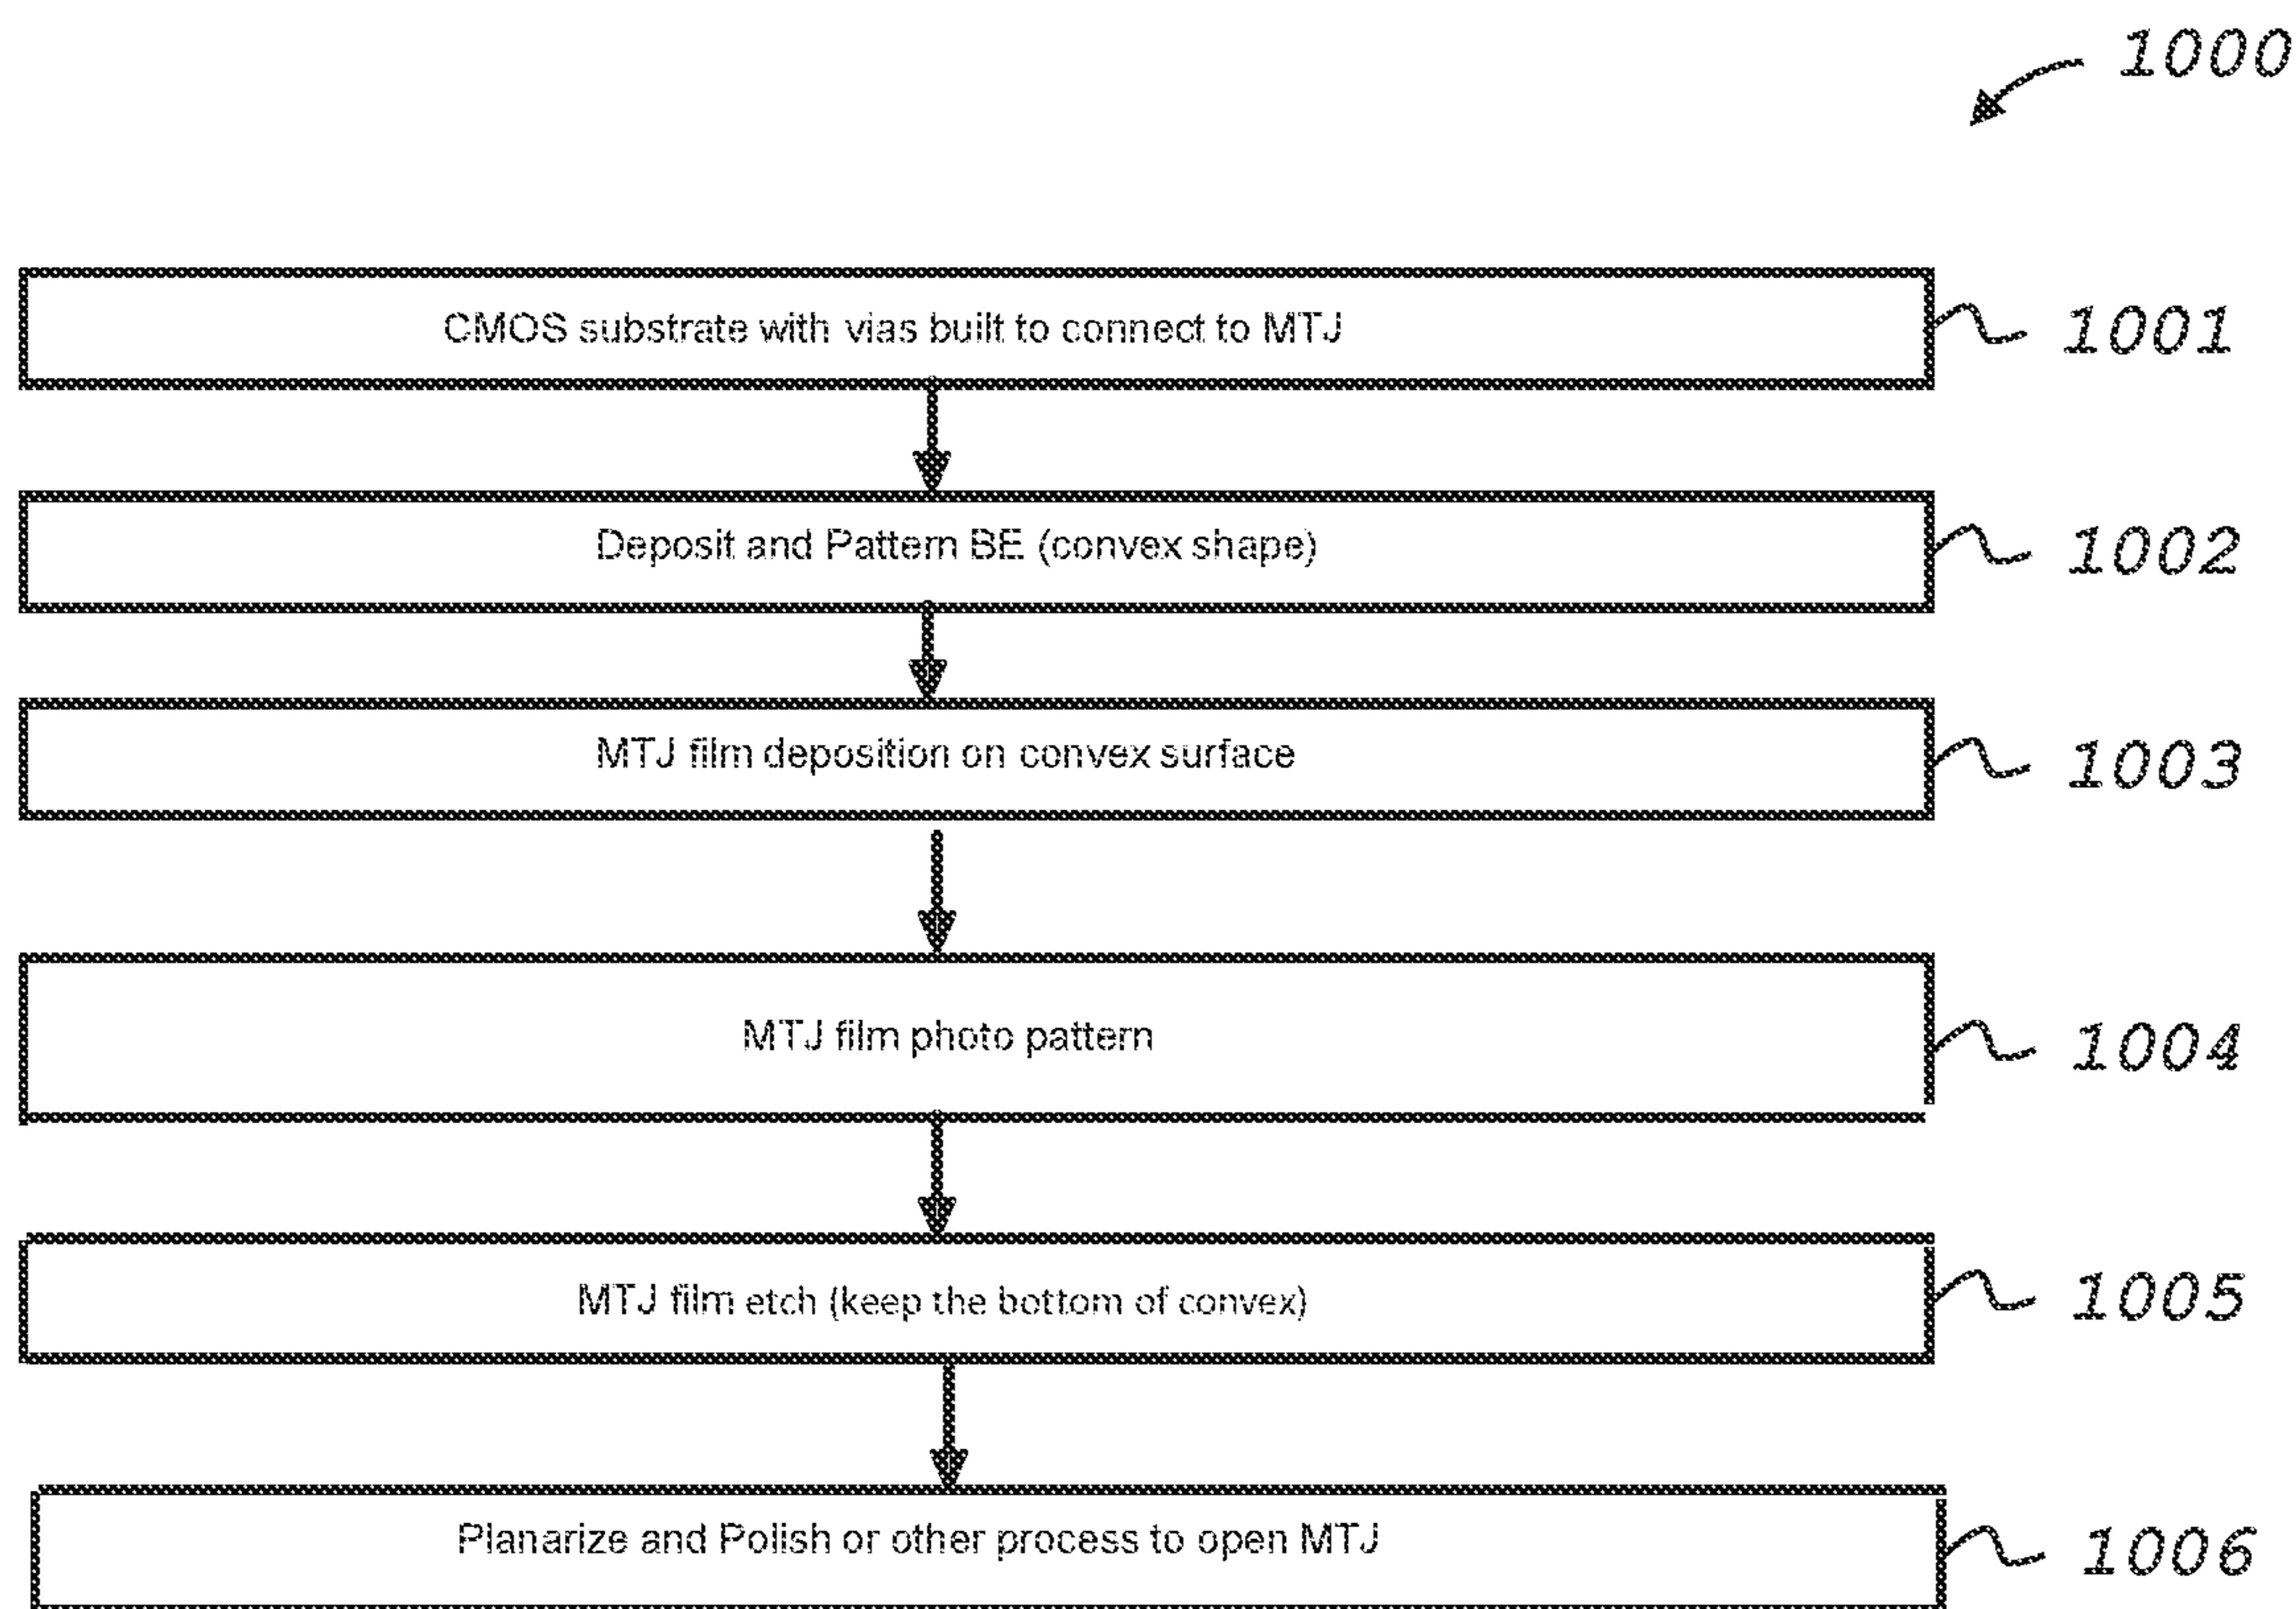 1000
CMOS substrate with vias built to connect to MTJ
1001
Deposit and Pattern BE (convex shape)
1002
MTJ film deposition on convex surface
1003
MTJ film photo pattern
1004
MTJ film etch (keep the bottom of convex)
1005
Planarize and Polish or other process to open MTJ
1006